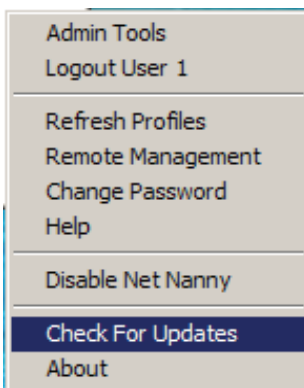 Admin Tools
Logout User 1
Refresh Profiles
Remote Management
Change Password
Help
Disable Net Nanny
Check For Updates
About